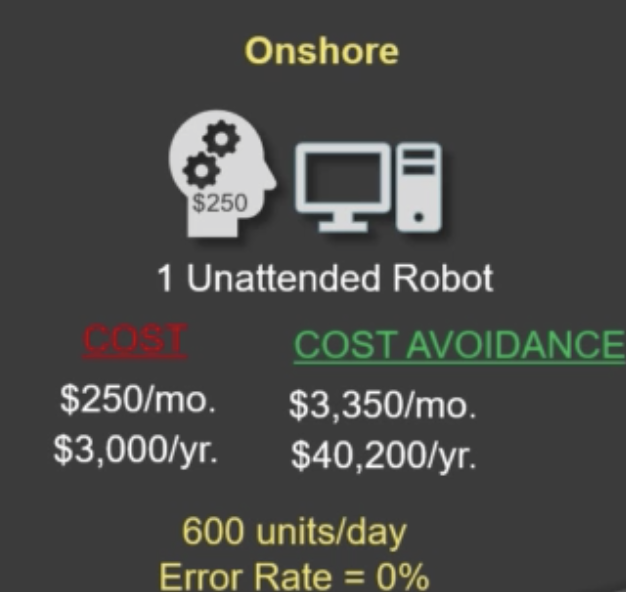 Onshore
$250
1 Unattended Robot
COST
COST AVOIDANCE
$250/mo.
$3,350/mo.
$3,000/yr.
$40,200/yr.
600 units/day
Error Rate = 0%